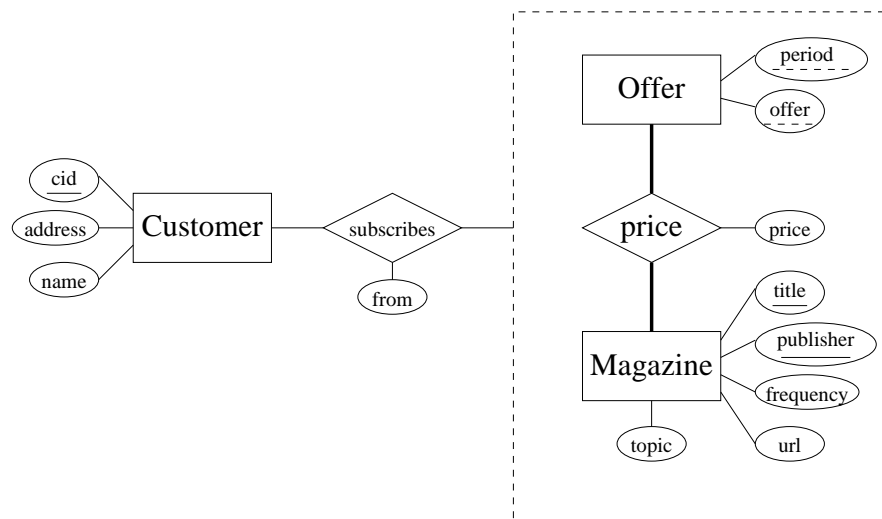 period
Offer
offer
cid
Customer
address
subscribes
price
price
name
from
title
publisher
Magazine
frequency
topic
url